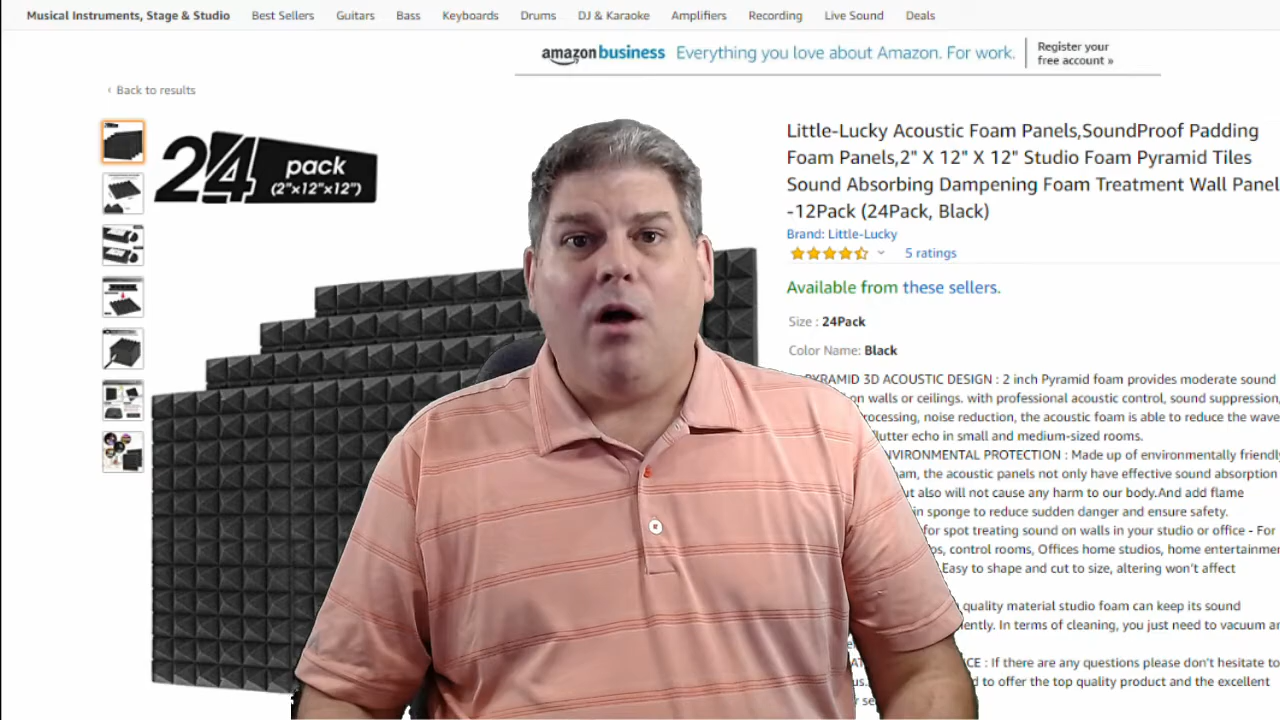 Musical Instruments, Stage & Studio Best Sellers Guitars Bass Keyboards Drums DJ & Karaoke Amplifiers Recording Live Sound Deals
amazon business Everything you love about Amazon. For work. Register your
free account »
‹ Back to results
24 pack
(2"x12"x12")
Little-Lucky Acoustic Foam Panels,SoundProof Padding
Foam Panels,2" X 12" X 12" Studio Foam Pyramid Tiles
Sound Absorbing Dampening Foam Treatment Wall Panel
-12Pack (24Pack, Black)
Brand: Little-Lucky
5 ratings
Available from these sellers.
Size : 24Pack
Color Name: Black
PYRAMID 3D ACOUSTIC DESIGN : 2 inch Pyramid foam provides moderate sound
on walls or ceilings. with professional acoustic control, sound suppression,
noise reduction, the acoustic foam is able to reduce the wave
flutter echo in small and medium-sized rooms.
ENVIRONMENTAL PROTECTION : Made up of environmentally friendly
the acoustic panels not only have effective sound absorption
also will not cause any harm to our body.And add flame
in sponge to reduce sudden danger and ensure safety.
for spot treating sound on walls in your studio or office - For
control rooms, Offices home studios, home
Easy to shape and cut to size, altering won't affect
quality material studio foam can keep its sound
In terms of cleaning, you just need to vacuum
: If there are any questions please don't hesitate to
to offer the top quality product and the excellent